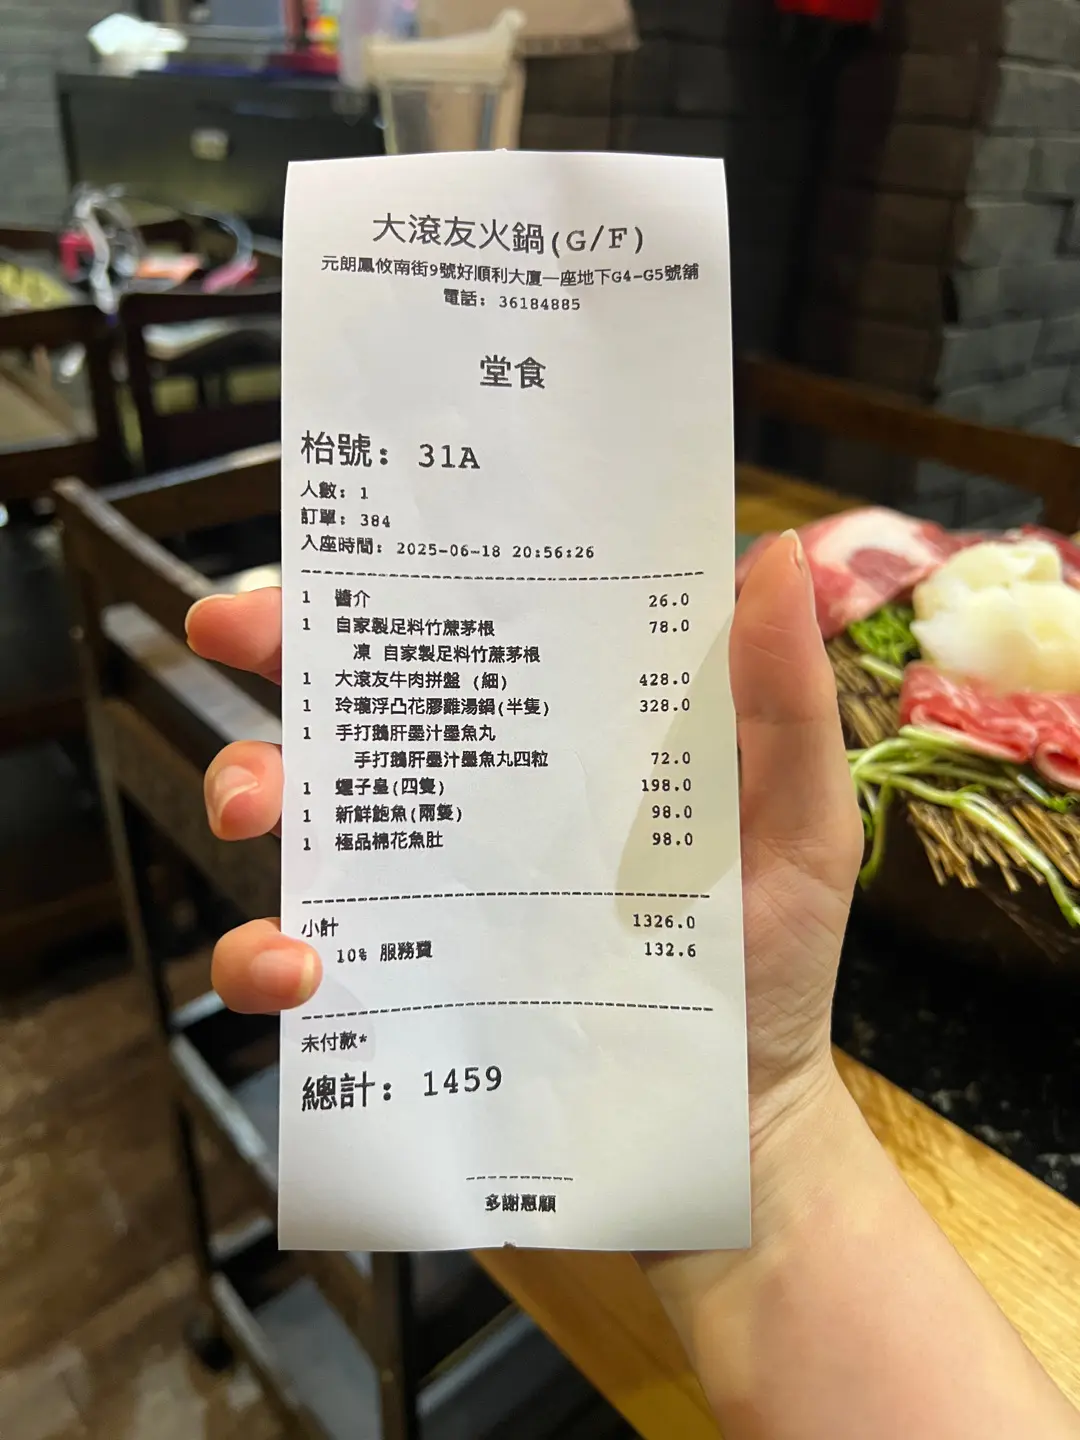 大滾友火鍋(G/F)
元朗鳳攸南街9號好順利大廈一座地下G4-G5號舖
電話: 36184885
堂食
枱號: 31A
人數: 1
訂單: 384
入座時間: 2025-06-18 20:56:26
1 醬介 26.0
1 自家製足料竹蔗茅根 78.0
凍 自家製足料竹蔗茅根
1 大滾友牛肉拼盤 (細) 428.0
1 玲瓏浮凸花膠雞湯鍋(半隻) 328.0
1 手打鵝肝墨汁墨魚丸
手打鵝肝墨汁墨魚丸四粒 72.0
1 蟶子皇(四隻) 198.0
1 新鮮鮑魚(兩隻) 98.0
1 極品棉花魚肚 98.0
小計 1326.0
10% 服務費 132.6
未付款*
總計: 1459
多謝惠顧